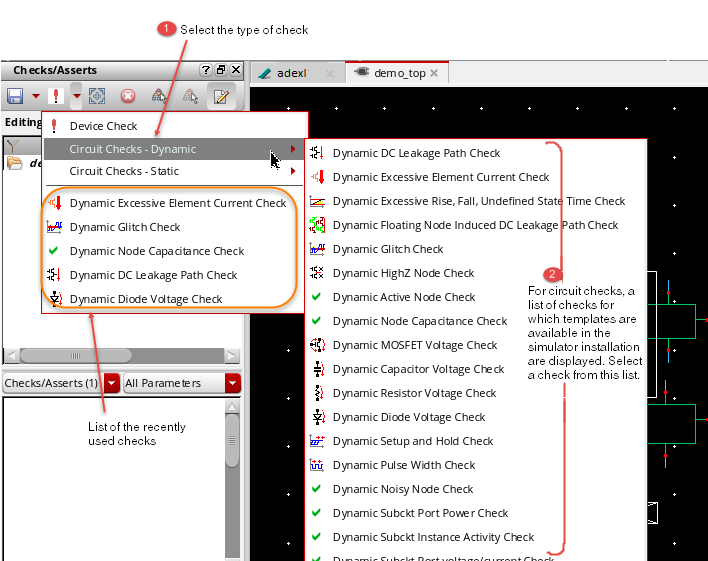 1 Select the type of check
Checks/Asserts
adexl
demo_top
Editing
Device Check
Circuit Checks - Dynamic
Circuit Checks - Static
Dynamic Excessive Element Current Check
Dynamic Glitch Check
Dynamic Node Capacitance Check
Dynamic DC Leakage Path Check
Dynamic Diode Voltage Check
Dynamic DC Leakage Path Check
Dynamic Excessive Element Current Check
Dynamic Excessive Rise, Fall, Undefined State Time Check
Dynamic Floating Node Induced DC Leakage Path Check
Dynamic Glitch Check
Dynamic HighZ Node Check
Dynamic Active Node Check
Dynamic Node Capacitance Check
Dynamic MOSFET Voltage Check
Dynamic Capacitor Voltage Check
Dynamic Resistor Voltage Check
Dynamic Diode Voltage Check
Dynamic Setup and Hold Check
Dynamic Pulse Width Check
Dynamic Noisy Node Check
Dynamic Subckt Port Power Check
Dynamic Subckt Instance Activity Check
Dynamic Subckt Port voltage/current Check
2
For circuit checks, a
list of checks for
which templates are
available in the
simulator installation
are displayed. Select
a check from this list.
Checks/Asserts (1)
All Parameters
List of the recently
used checks